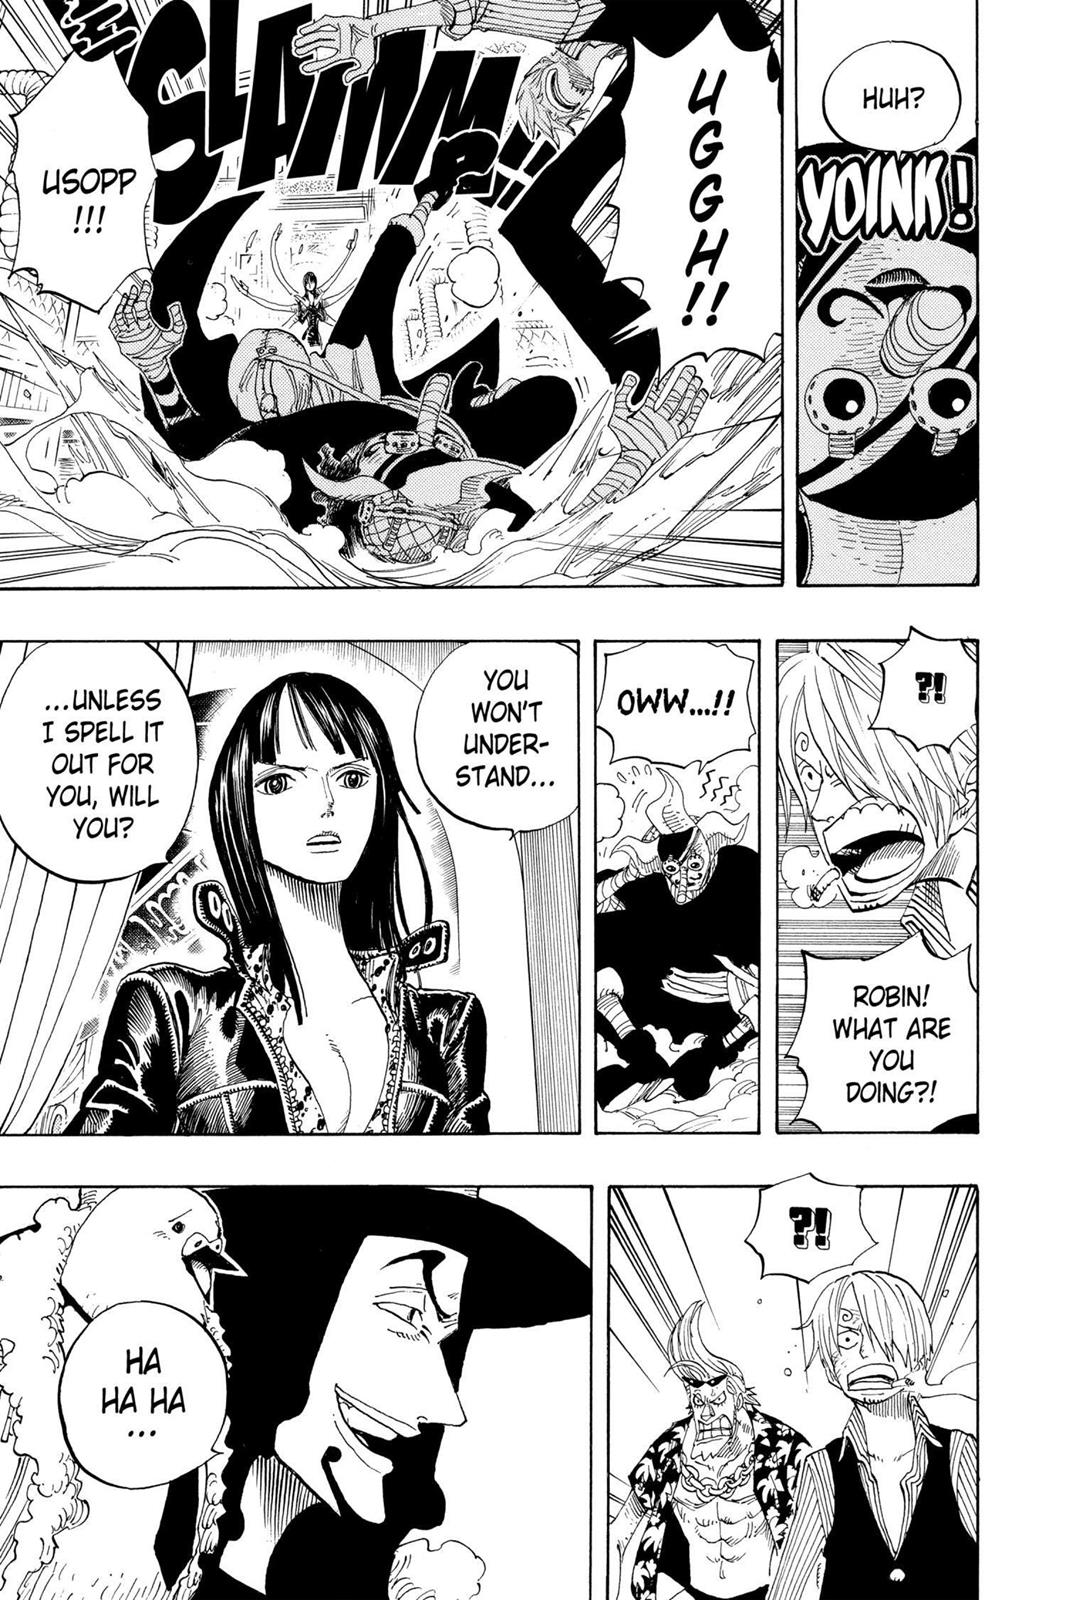 HUH?
YOINK!
UGGH!!
SLAMM!!
USOPP
!!!
?!
ROBIN!
WHAT ARE
YOU
DOING?!
OWW...!!
YOU
WON'T
UNDER-
STAND...
...UNLESS
I SPELL IT
OUT FOR
YOU, WILL
YOU?
?!
HA
HA HA
...